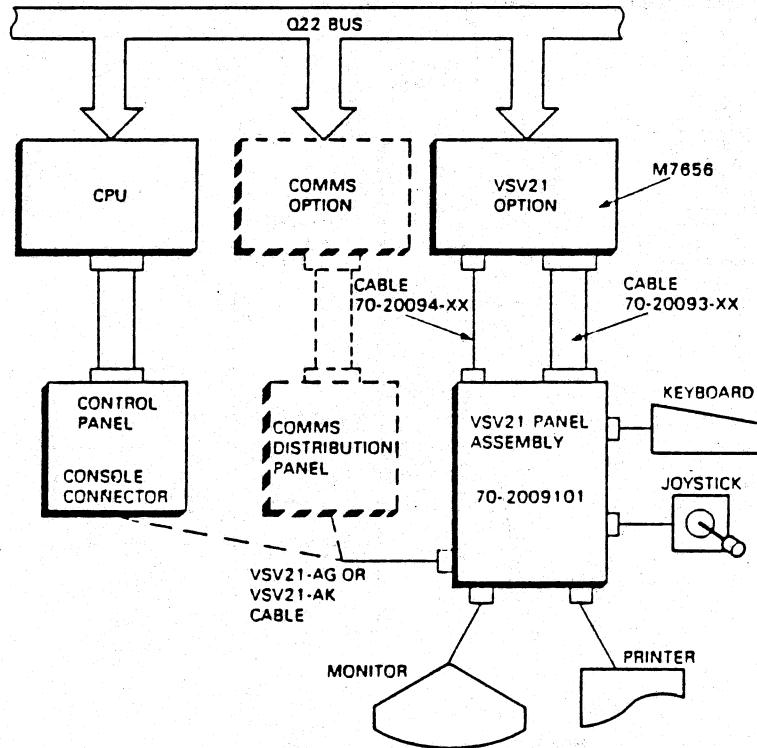 Q22 BUS
CPU
COMMS
OPTION
VSV21
OPTION
M7656
CABLE
70-20094-XX
CABLE
70-20093-XX
CONTROL
PANEL
CONSOLE
CONNECTOR
COMMS
DISTRIBUTION
PANEL
VSV21 PANEL
ASSEMBLY
70-2009101
KEYBOARD
JOYSTICK
VSV21-AG OR
VSV21-AK
CABLE
MONITOR
PRINTER